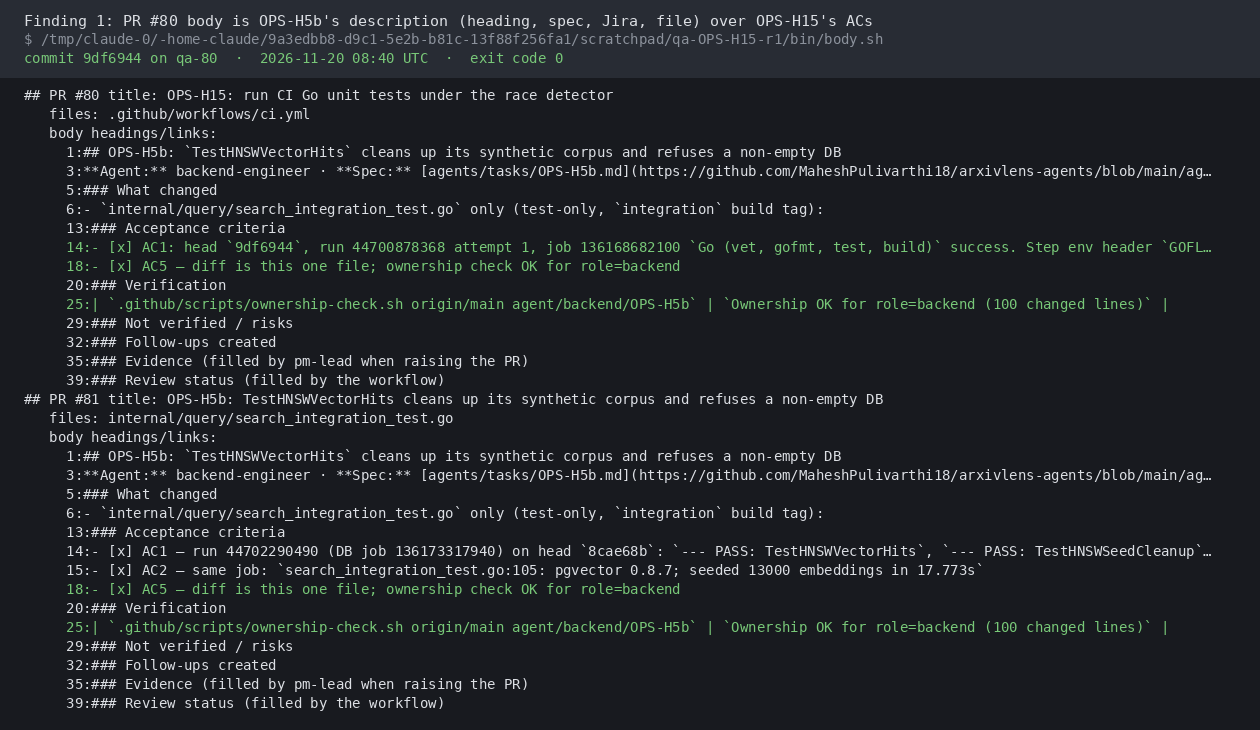 Finding 1: PR #80 body is OPS-H5b's description (heading, spec, Jira, file) over OPS-H15's ACs
$ /tmp/claude-0/-home-claude/9a3edbb8-d9c1-5e2b-b81c-13f88f256fa1/scratchpad/qa-OPS-H15-r1/bin/body.sh
commit 9df6944 on qa-80  ·  2026-11-20 08:40 UTC  ·  exit code 0
## PR #80 title: OPS-H15: run CI Go unit tests under the race detector
   files: .github/workflows/ci.yml
   body headings/links:
     1:## OPS-H5b: `TestHNSWVectorHits` cleans up its synthetic corpus and refuses a non-empty DB
     3:**Agent:** backend-engineer · **Spec:** [agents/tasks/OPS-H5b.md](https://github.com/MaheshPulivarthi18/arxivlens-agents/blob/main/ag…
     5:### What changed
     6:- `internal/query/search_integration_test.go` only (test-only, `integration` build tag):
     13:### Acceptance criteria
     14:- [x] AC1: head `9df6944`, run 44700878368 attempt 1, job 136168682100 `Go (vet, gofmt, test, build)` success. Step env header `GOFL…
     18:- [x] AC5 — diff is this one file; ownership check OK for role=backend
     20:### Verification
     25:| `.github/scripts/ownership-check.sh origin/main agent/backend/OPS-H5b` | `Ownership OK for role=backend (100 changed lines)` |
     29:### Not verified / risks
     32:### Follow-ups created
     35:### Evidence (filled by pm-lead when raising the PR)
     39:### Review status (filled by the workflow)
## PR #81 title: OPS-H5b: TestHNSWVectorHits cleans up its synthetic corpus and refuses a non-empty DB
   files: internal/query/search_integration_test.go
   body headings/links:
     1:## OPS-H5b: `TestHNSWVectorHits` cleans up its synthetic corpus and refuses a non-empty DB
     3:**Agent:** backend-engineer · **Spec:** [agents/tasks/OPS-H5b.md](https://github.com/MaheshPulivarthi18/arxivlens-agents/blob/main/ag…
     5:### What changed
     6:- `internal/query/search_integration_test.go` only (test-only, `integration` build tag):
     13:### Acceptance criteria
     14:- [x] AC1 — run 44702290490 (DB job 136173317940) on head `8cae68b`: `--- PASS: TestHNSWVectorHits`, `--- PASS: TestHNSWSeedCleanup`…
     15:- [x] AC2 — same job: `search_integration_test.go:105: pgvector 0.8.7; seeded 13000 embeddings in 17.773s`
     18:- [x] AC5 — diff is this one file; ownership check OK for role=backend
     20:### Verification
     25:| `.github/scripts/ownership-check.sh origin/main agent/backend/OPS-H5b` | `Ownership OK for role=backend (100 changed lines)` |
     29:### Not verified / risks
     32:### Follow-ups created
     35:### Evidence (filled by pm-lead when raising the PR)
     39:### Review status (filled by the workflow)